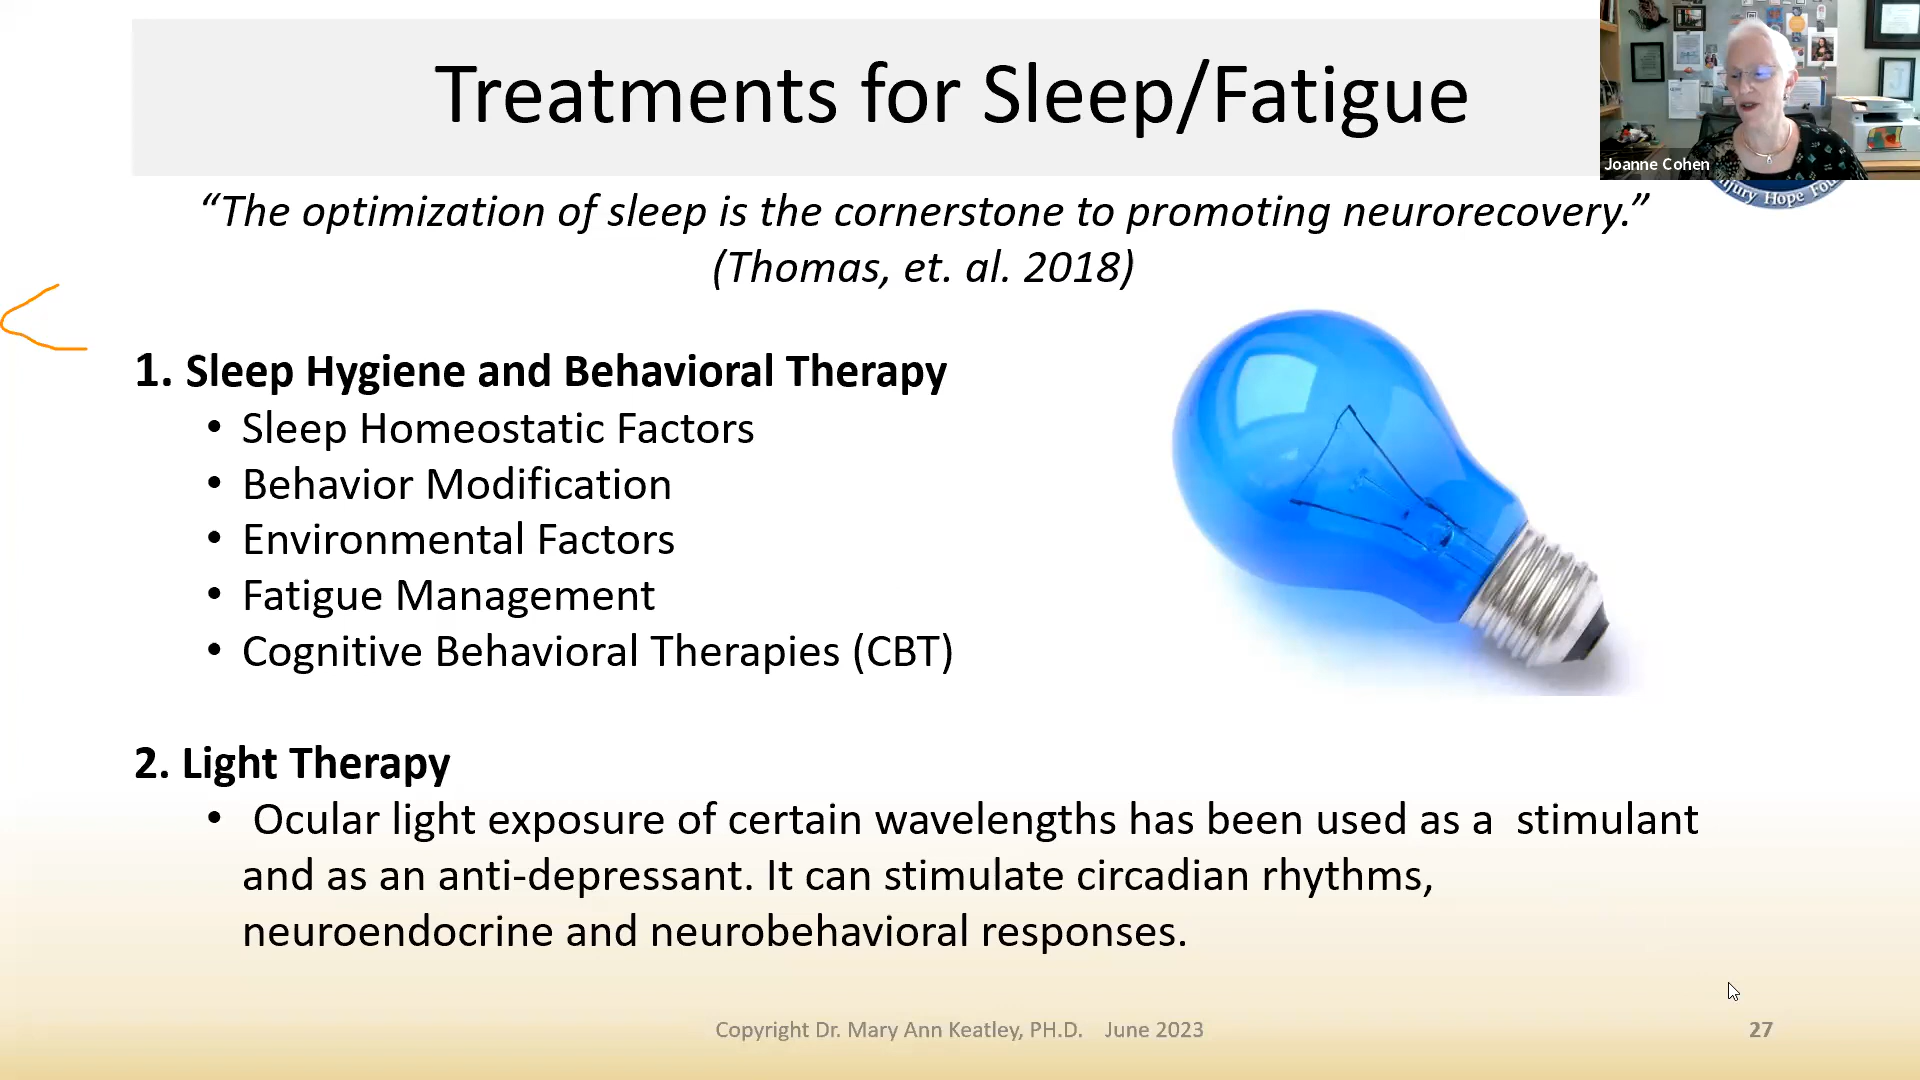 Treatments for Sleep/Fatigue
Joanne Cohen
“The optimization of sleep is the cornerstone to promoting neurorecovery.”
(Thomas, et. al. 2018)
1. Sleep Hygiene and Behavioral Therapy
• Sleep Homeostatic Factors
• Behavior Modification
• Environmental Factors
• Fatigue Management
• Cognitive Behavioral Therapies (CBT)
2. Light Therapy
• Ocular light exposure of certain wavelengths has been used as a stimulant
and as an anti-depressant. It can stimulate circadian rhythms,
neuroendocrine and neurobehavioral responses.
Copyright Dr. Mary Ann Keatley, PH.D. June 2023
27
Hope